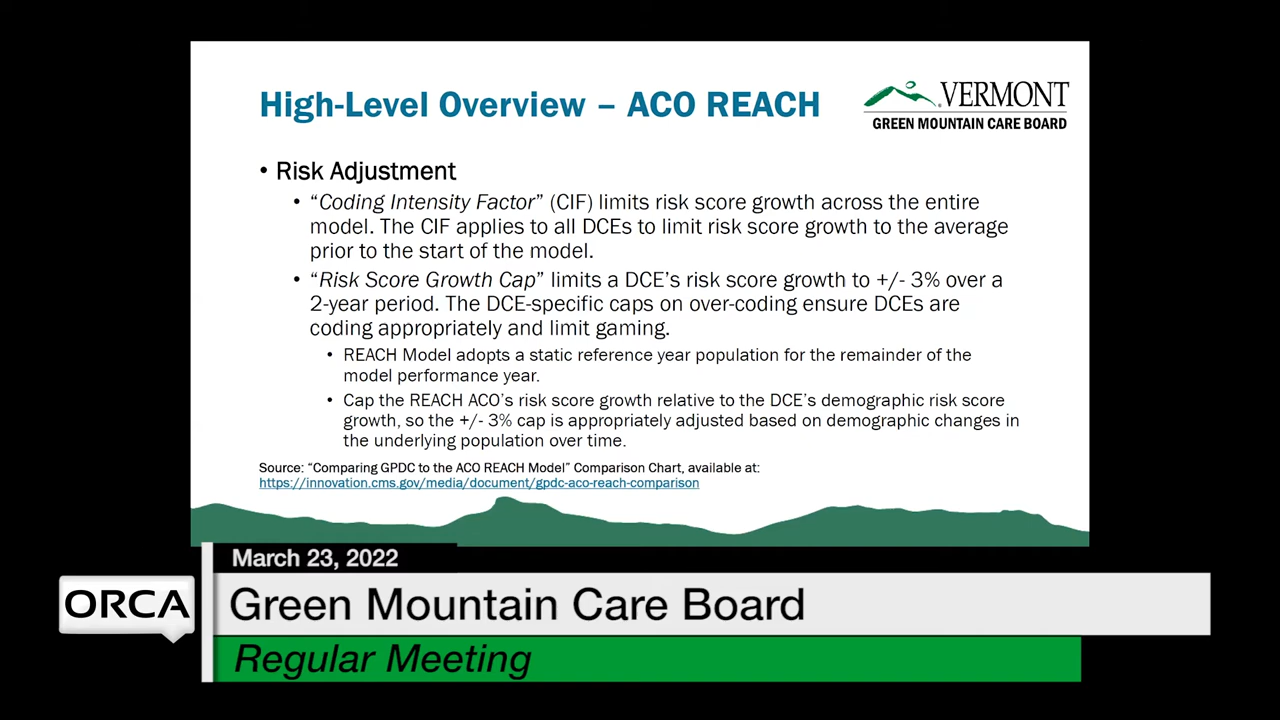 High-Level Overview – ACO REACH
VERMONT
GREEN MOUNTAIN CARE BOARD
• Risk Adjustment
• “Coding Intensity Factor” (CIF) limits risk score growth across the entire
model. The CIF applies to all DCEs to limit risk score growth to the average
prior to the start of the model.
• “Risk Score Growth Cap” limits a DCE’s risk score growth to +/- 3% over a
2-year period. The DCE-specific caps on over-coding ensure DCEs are
coding appropriately and limit gaming.
• REACH Model adopts a static reference year population for the remainder of the
model performance year.
• Cap the REACH ACO’s risk score growth relative to the DCE’s demographic risk score
growth, so the +/- 3% cap is appropriately adjusted based on demographic changes in
the underlying population over time.
Source: “Comparing GPDC to the ACO REACH Model” Comparison Chart, available at:
https://innovation.cms.gov/media/document/gpdc-aco-reach-comparison
March 23, 2022
ORCA
Green Mountain Care Board
Regular Meeting